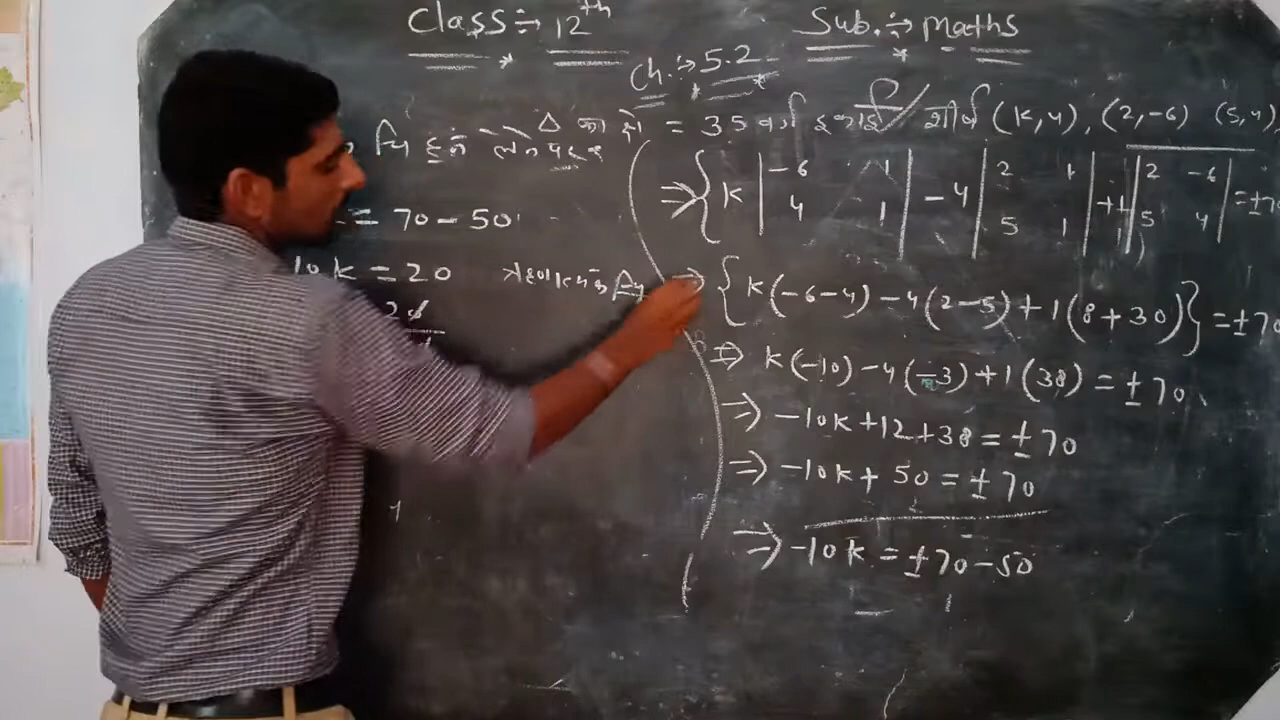 Class :- 12th
Sub. :- Maths
Ch. :- 5.2
Δ का क्षे = 35 वर्ग इकाई / शीर्ष (K,4), (2,-6) (5,4)
= 70 - 50
10k = 20
⇒ { K | -6 1 | - 4 | 2 1 | + 1 | 2 -6 | = ±70
4 1 5 1 5 4
⇒ { K(-6-4) - 4(2-5) + 1(8+30) } = ±70
⇒ K(-10) - 4(-3) + 1(38) = ±70
⇒ -10K + 12 + 38 = ±70
⇒ -10K + 50 = ±70
⇒ -10K = ±70 - 50